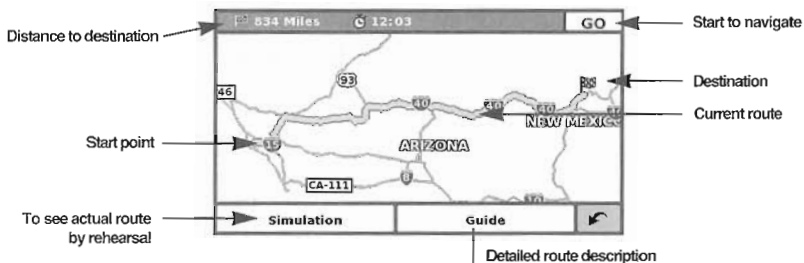 834 Miles 12:03 GO
Start to navigate
Distance to destination
93
Destination
46
40 40 40
NEW MEXICO
Current route
Start point
15
ARIZONA
8
CA-111
10
To see actual route
by rehearsal
Simulation Guide
Detailed route description